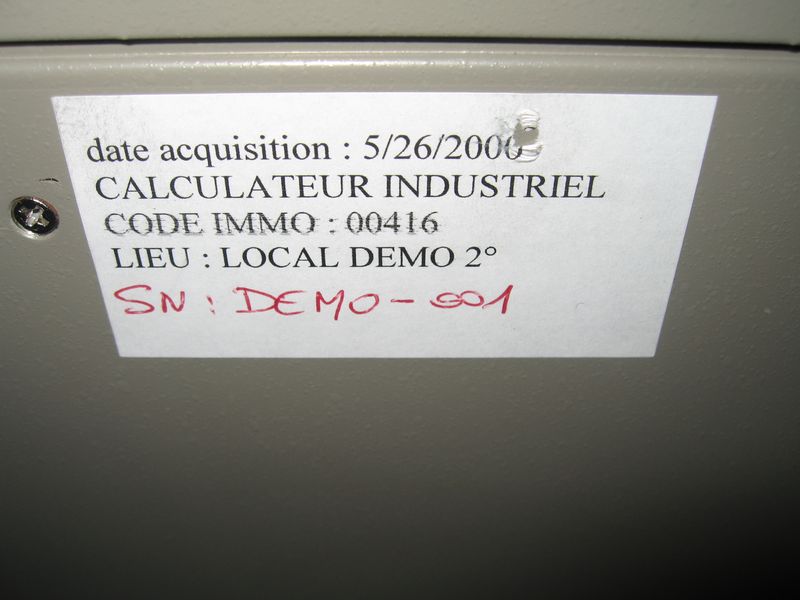 date acquisition : 5/26/2000
CALCULATEUR INDUSTRIEL
CODE IMMO : 00416
LIEU : LOCAL DEMO 2°
SN : DEMO-001